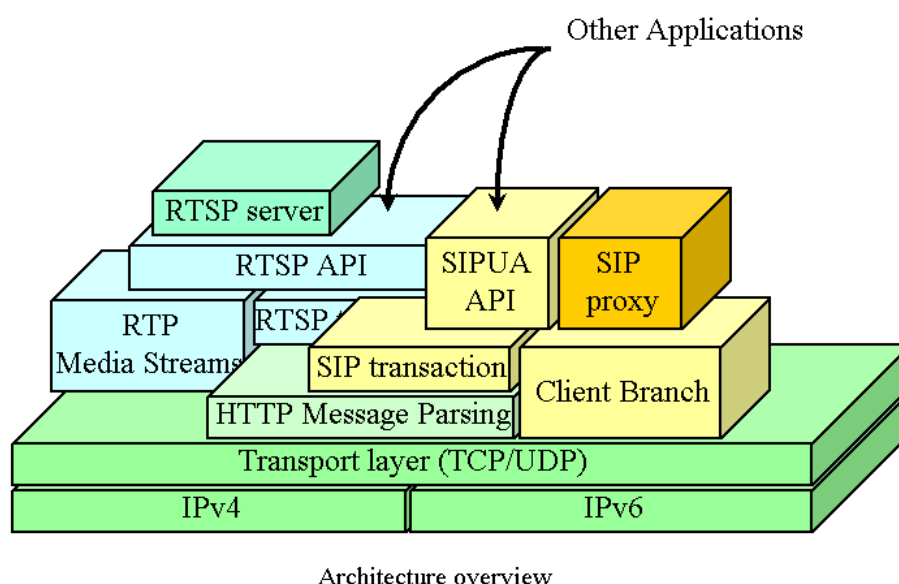 Other Applications
RTSP server
RTSP API
SIPUA
API
SIP
proxy
RTP
Media Streams
RTSP
SIP transaction
Client Branch
HTTP Message Parsing
Transport layer (TCP/UDP)
IPv4
IPv6
Architecture overview